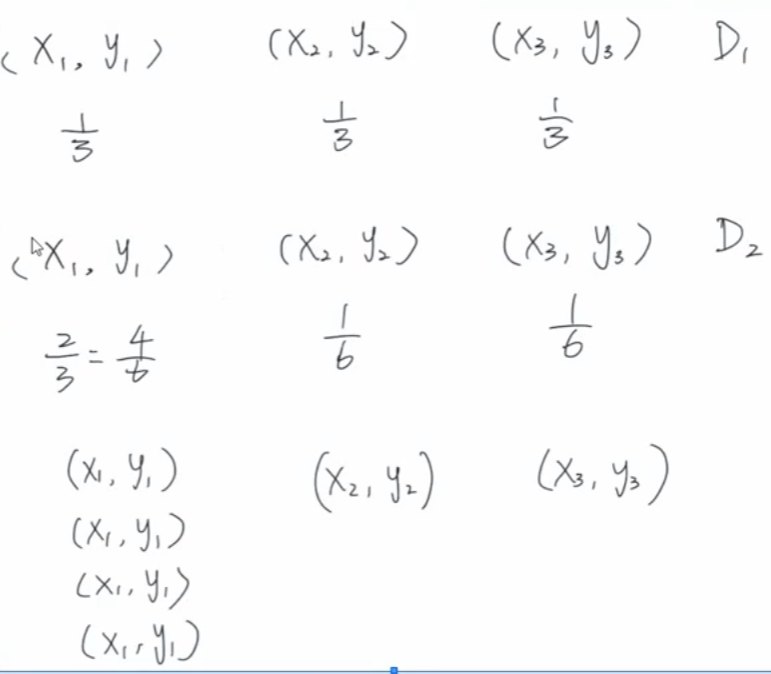 (x₁, y₁) (x₂, y₂) (x₃, y₃) D₁
1/3 1/3 1/3
(x₁, y₁) (x₂, y₂) (x₃, y₃) D₂
2/3 = 4/6 1/6 1/6
(x₁, y₁) (x₂, y₂) (x₃, y₃)
(x₁, y₁)
(x₁, y₁)
(x₁, y₁)